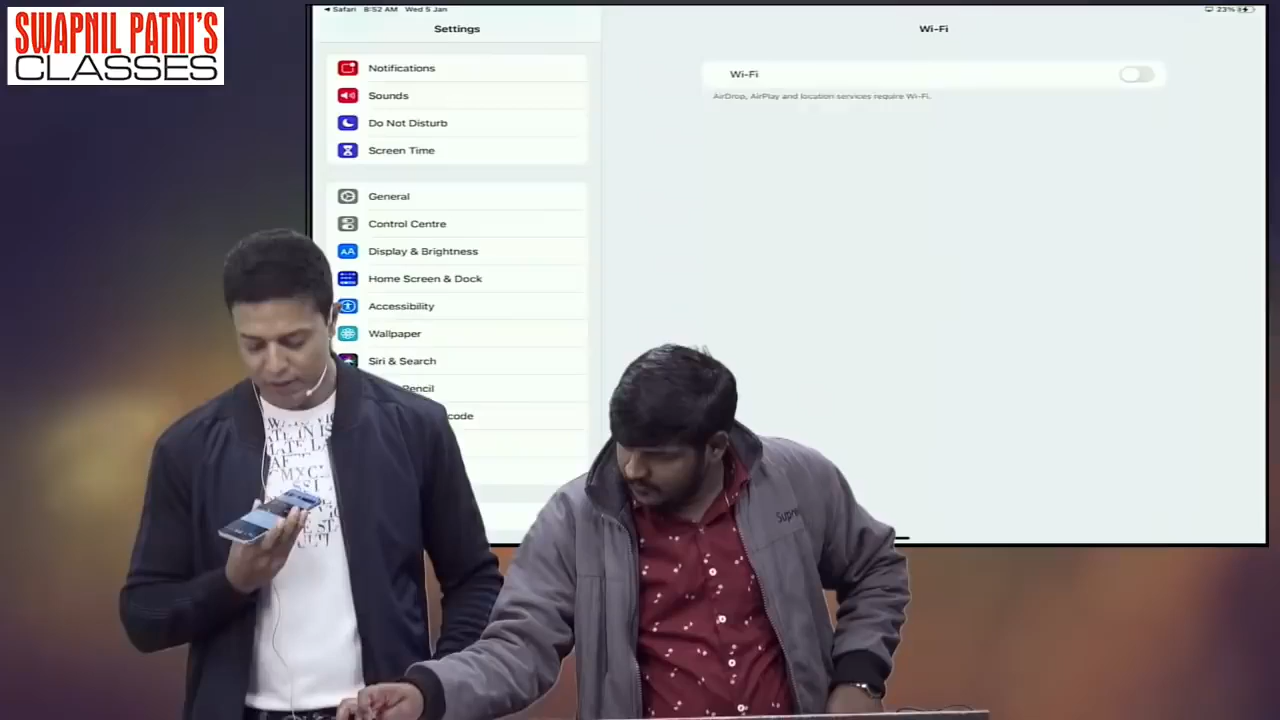 SWAPNIL PATNI'S
CLASSES
Safari 8:52 AM Wed 5 Jan
23%
Settings
Wi-Fi
Notifications
Sounds
Do Not Disturb
Screen Time
General
Control Centre
Display & Brightness
Home Screen & Dock
Accessibility
Wallpaper
Siri & Search
Pencil
code
Wi-Fi
AirDrop, AirPlay and location services require Wi-Fi.